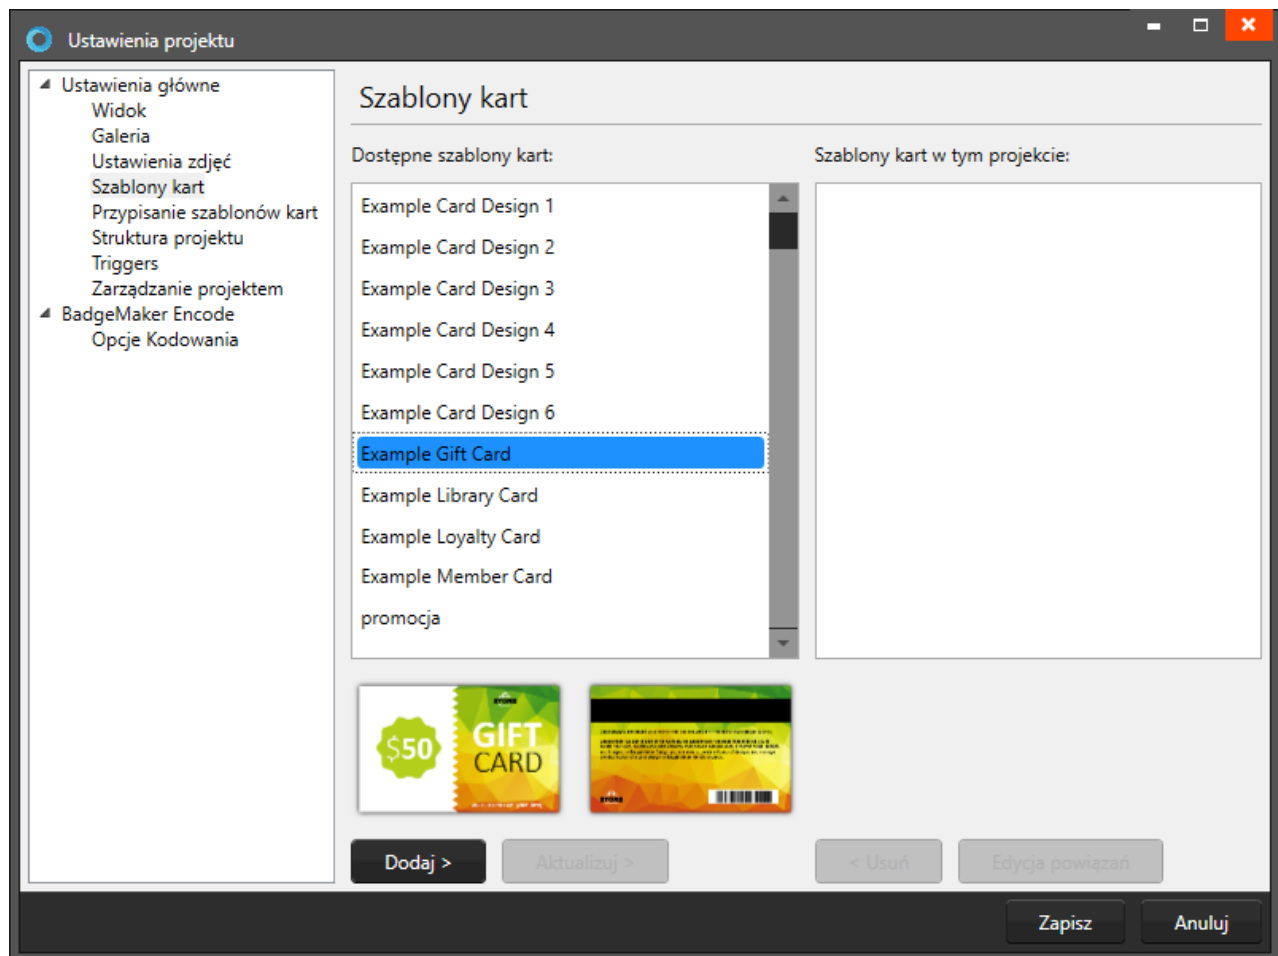 Ustawienia projektu
Ustawienia główne
Widok
Galeria
Ustawienia zdjęć
Szablony kart
Przypisanie szablonów kart
Struktura projektu
Triggers
Zarządzanie projektem
BadgeMaker Encode
Opcje Kodowania
Szablony kart
Dostępne szablony kart:
Example Card Design 1
Example Card Design 2
Example Card Design 3
Example Card Design 4
Example Card Design 5
Example Card Design 6
Example Gift Card
Example Library Card
Example Loyalty Card
Example Member Card
promocja
Szablony kart w tym projekcie:
$50
STORE
GIFT
CARD
STORE
Dodaj >
Aktualizuj >
< Usuń
Edycja powiązań
Zapisz
Anuluj